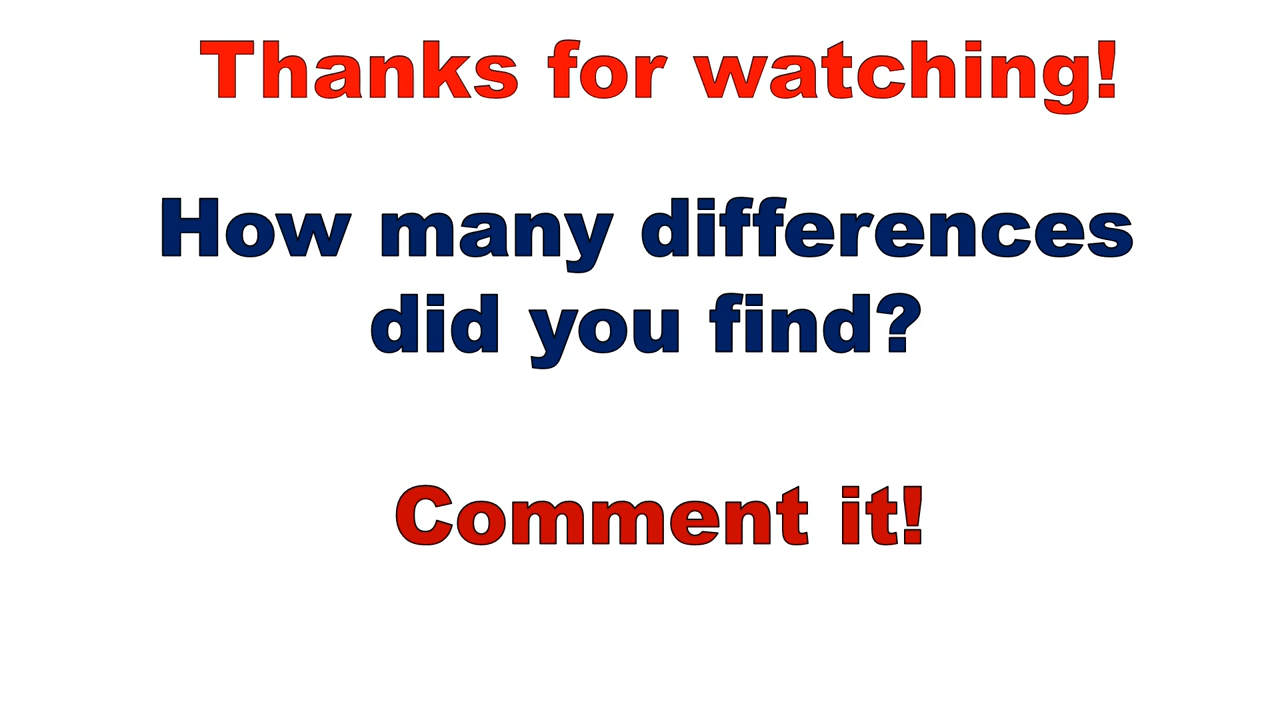 Thanks for watching!
How many differences
did you find?
Comment it!